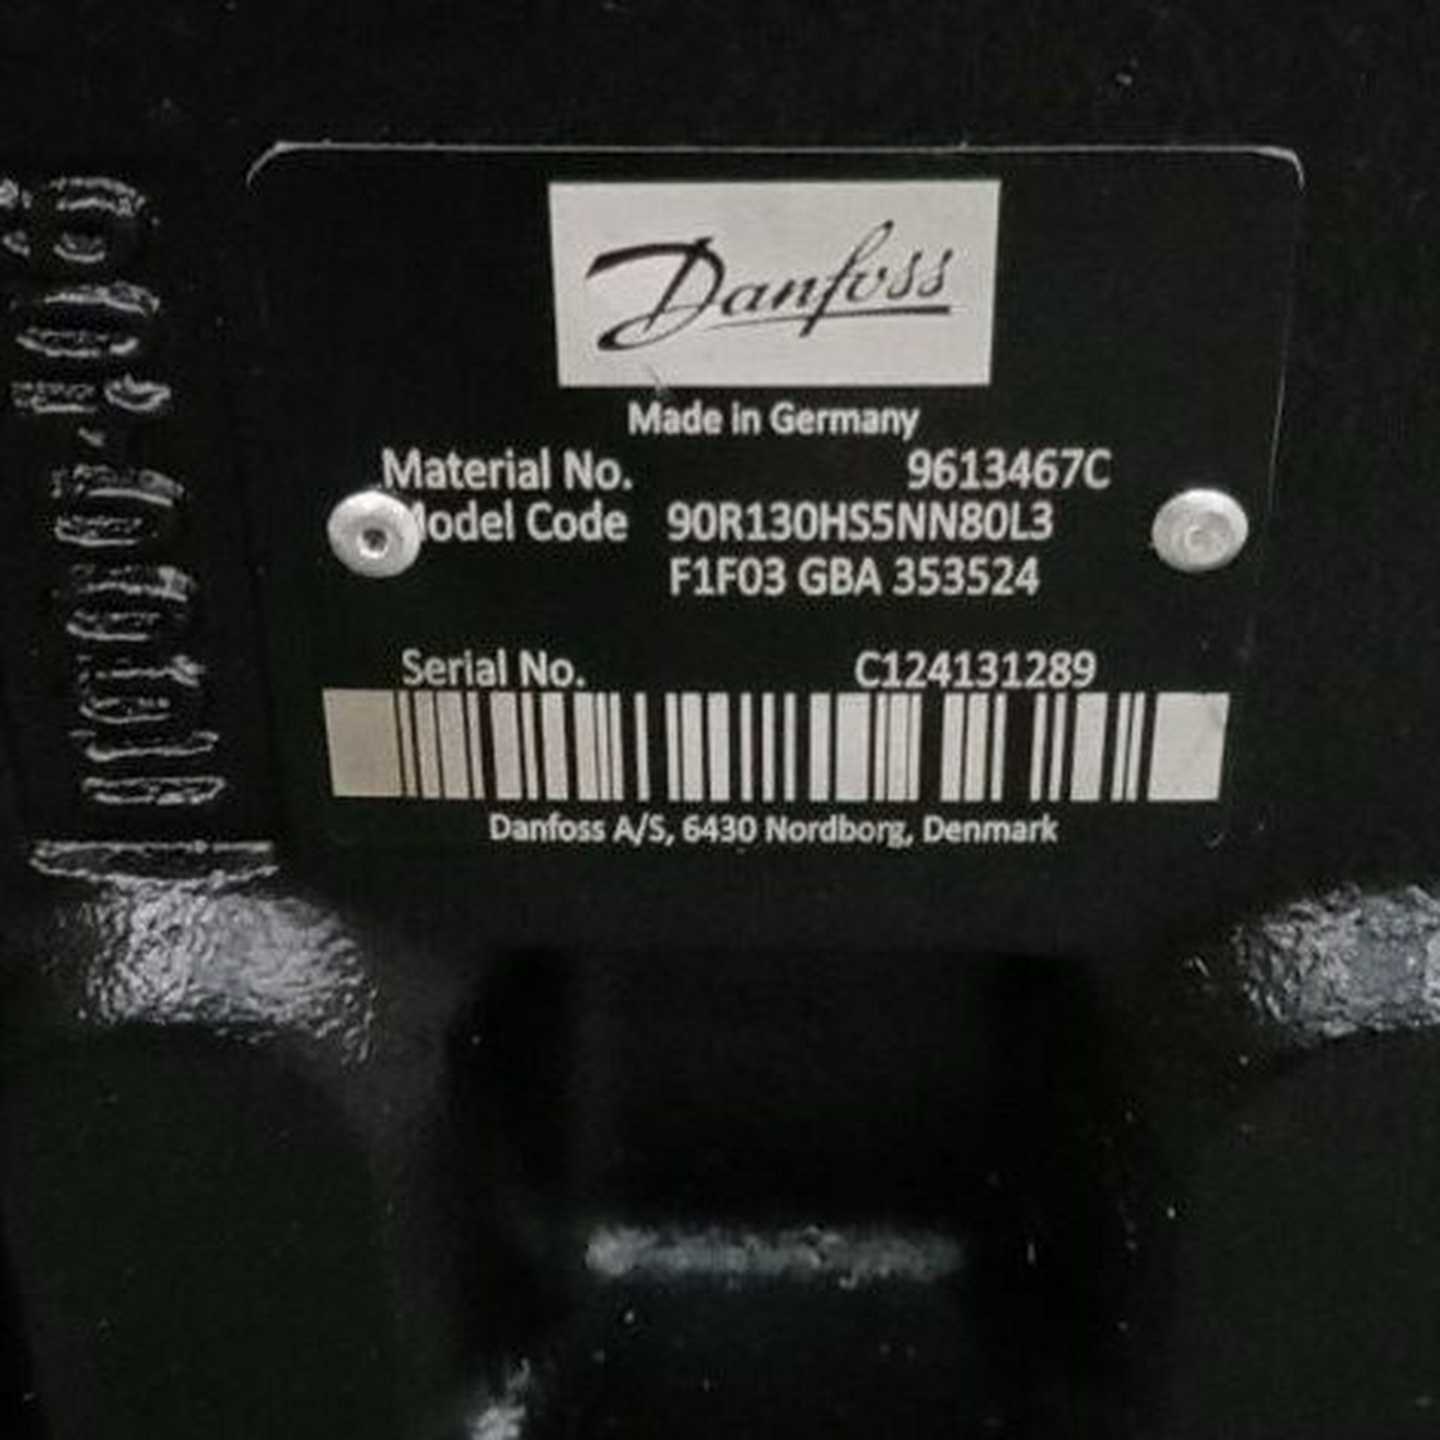 Danfoss
Made in Germany
Material No. 9613467C
Model Code 90R130HS5NN80L3
F1F03 GBA 353524
Serial No. C124131289
Danfoss A/S, 6430 Nordborg, Denmark